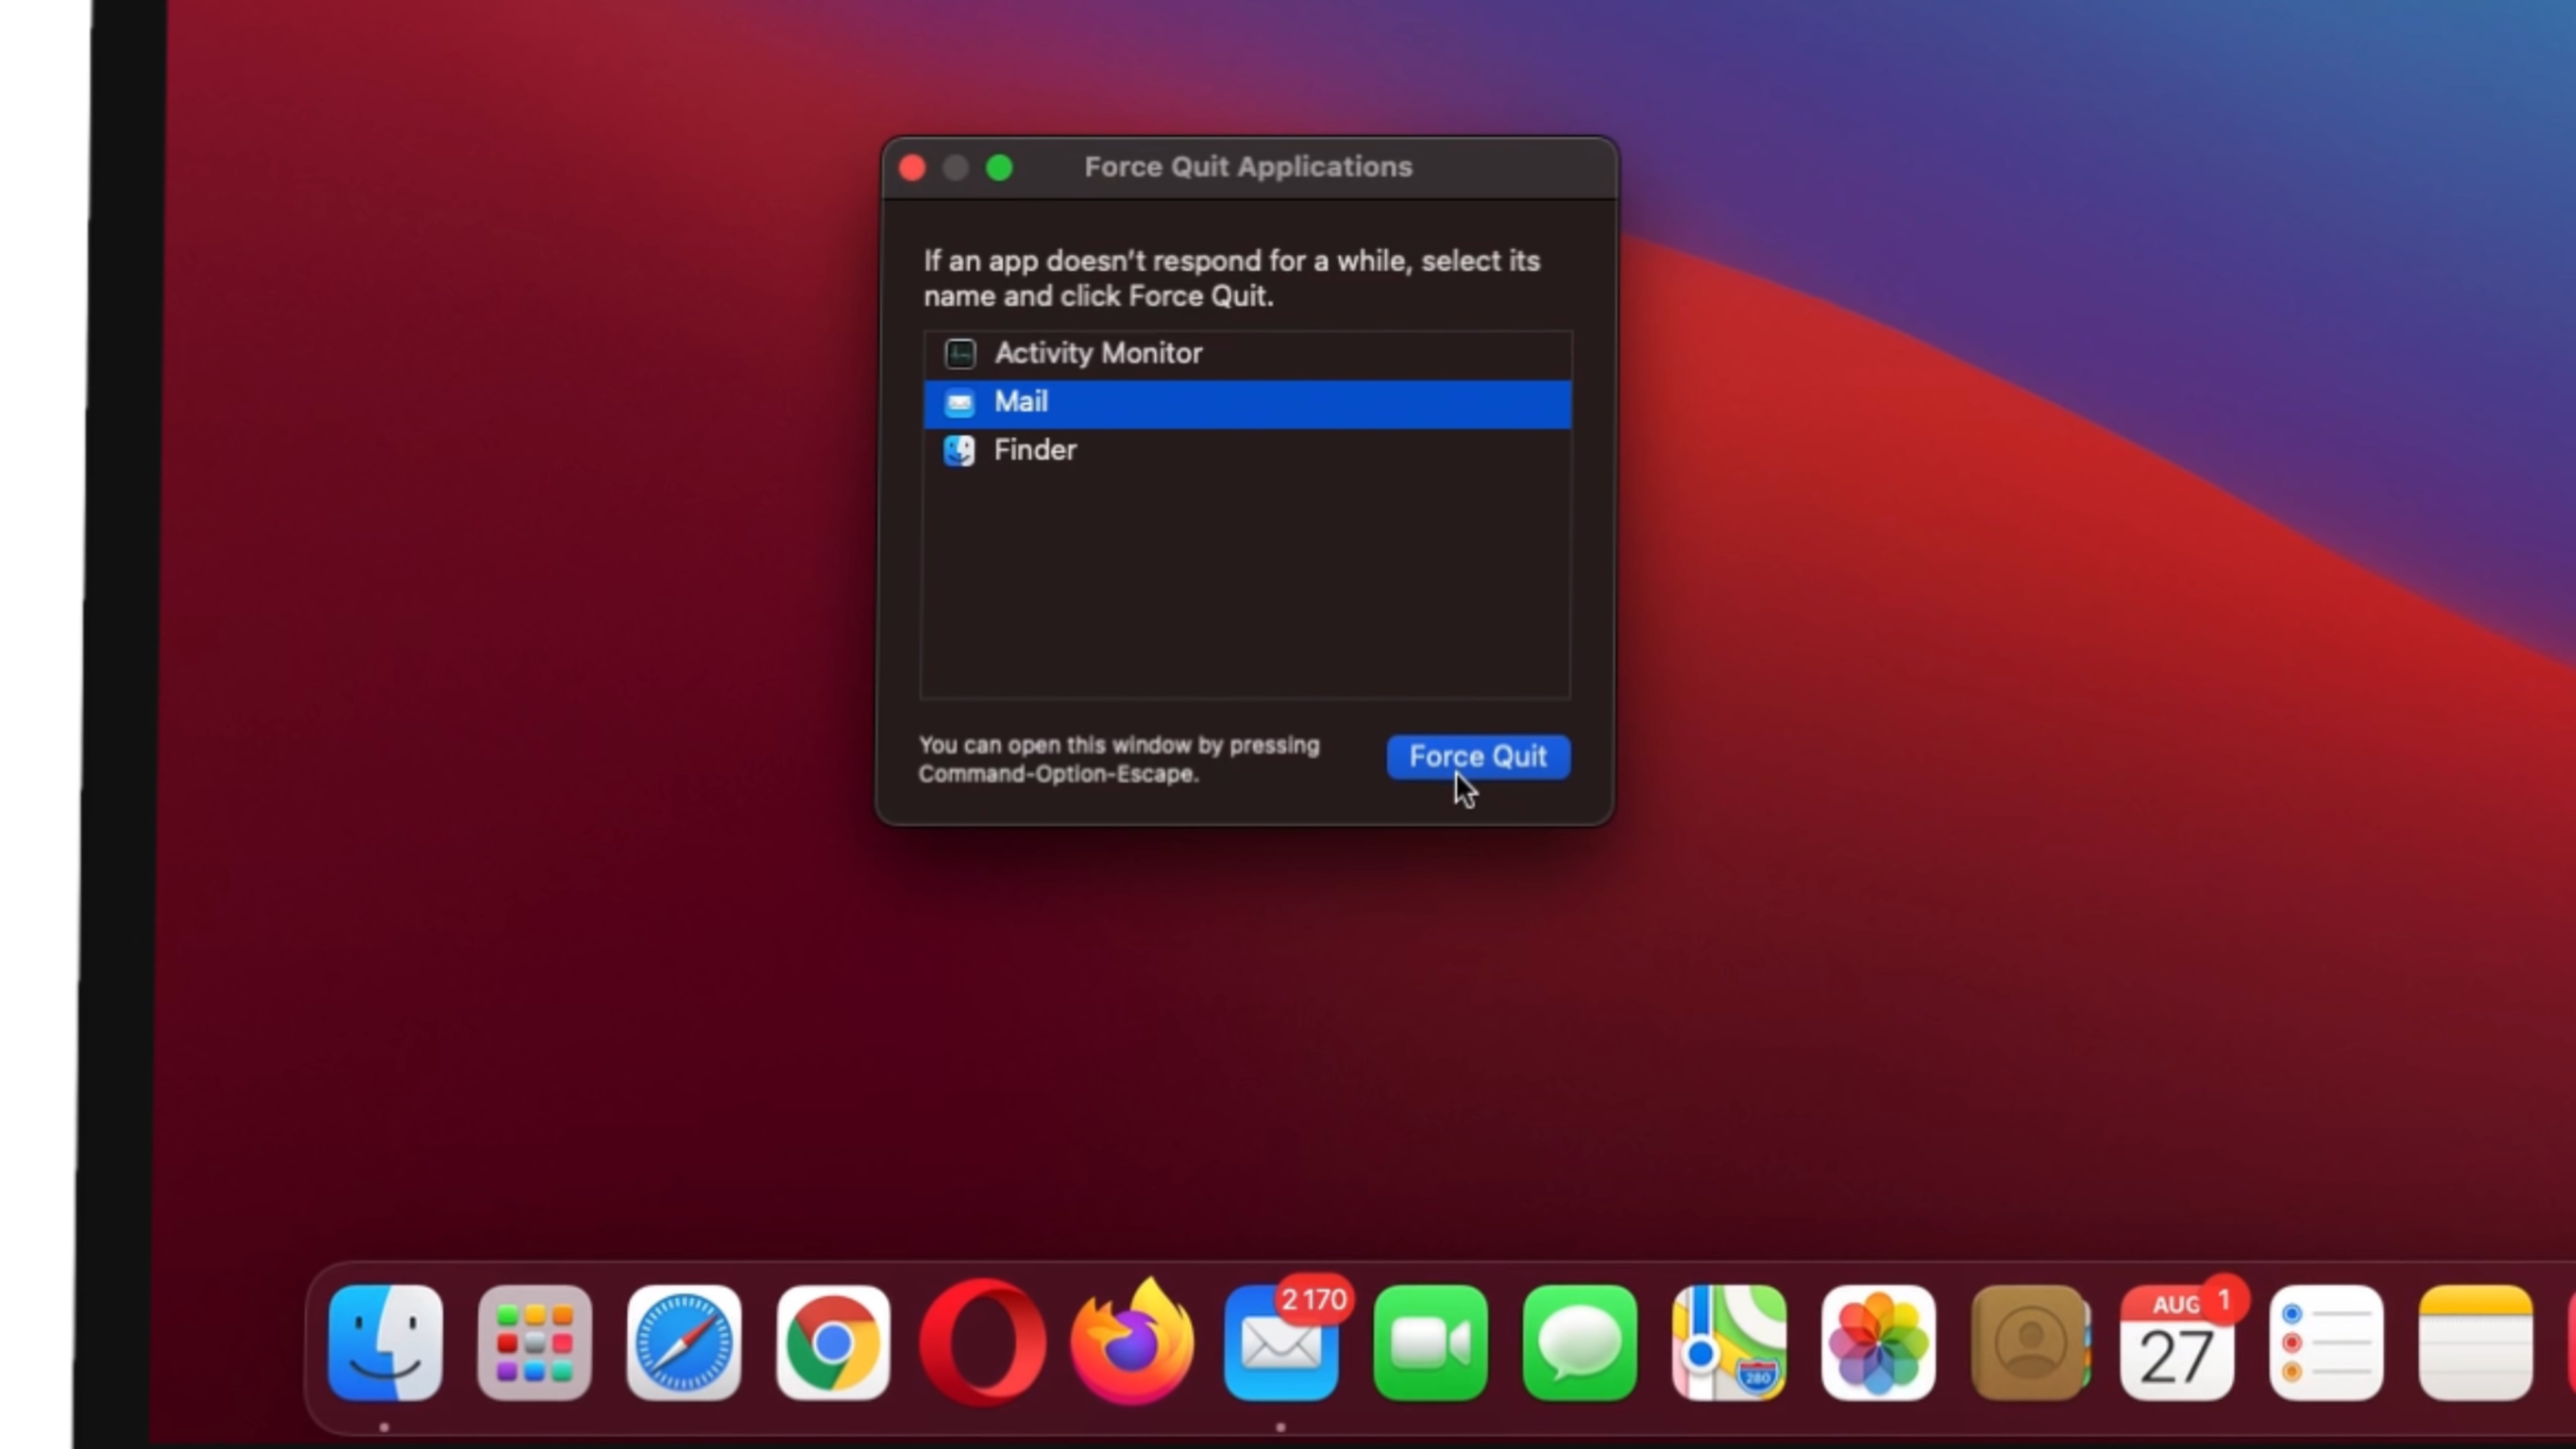 Force Quit Applications
If an app doesn't respond for a while, select its
name and click Force Quit.
Activity Monitor
Mail
Finder
You can open this window by pressing
Command-Option-Escape.
Force Quit
2 170
280
AUG
1
27